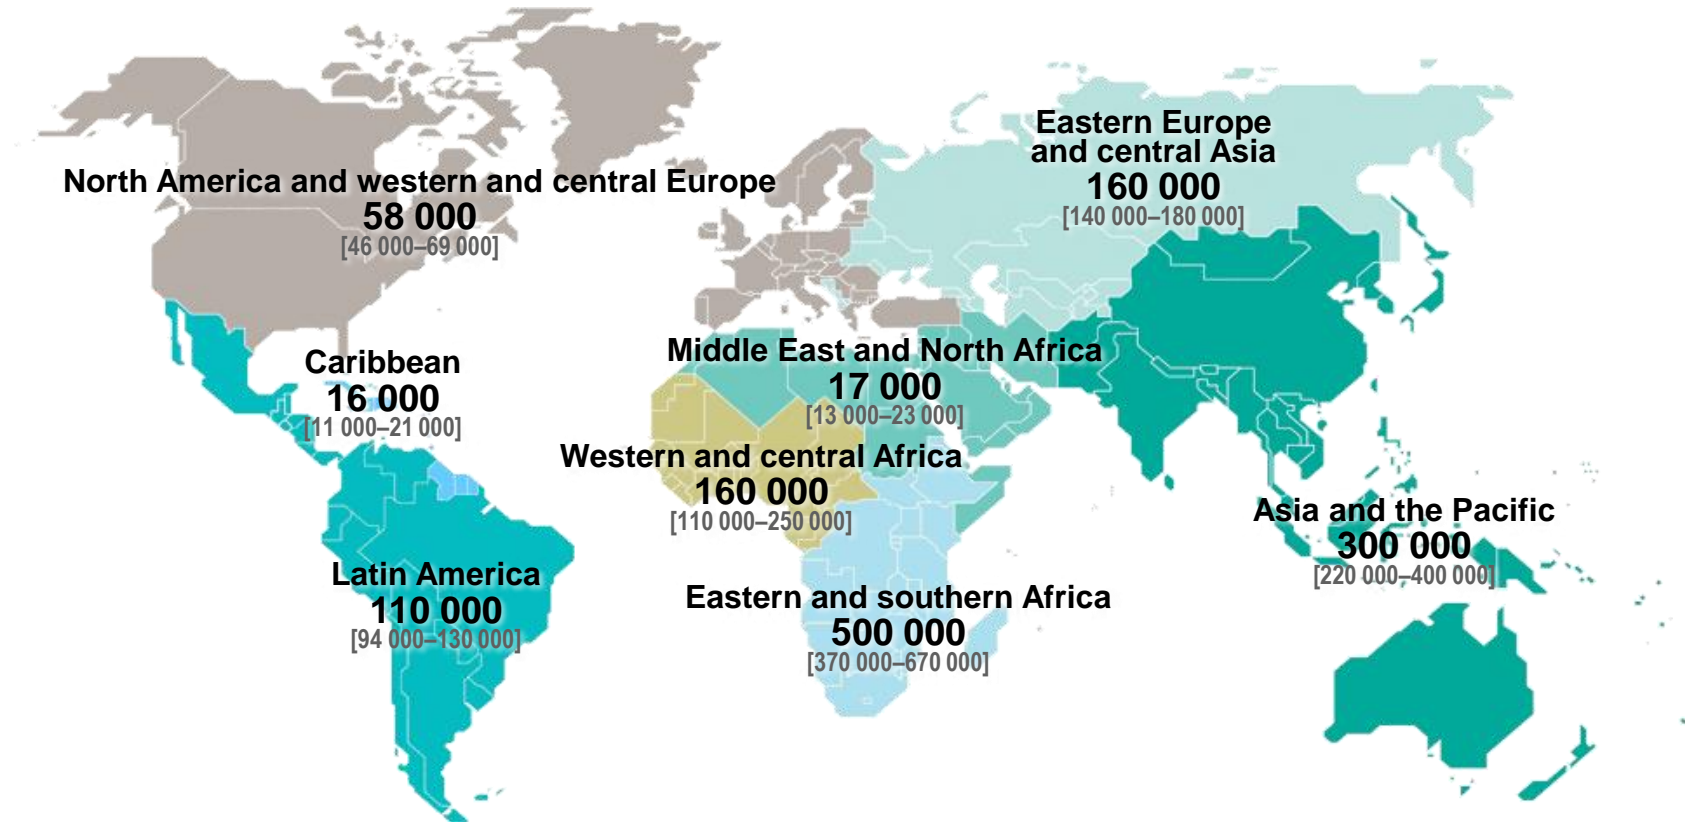 Eastern Europe
and central Asia
160 000
[140 000–180 000]
North America and western and central Europe
58 000
[46 000–69 000]
Middle East and North Africa
17 000
[13 000–23 000]
Caribbean
16 000
[11 000–21 000]
Western and central Africa
160 000
[110 000–250 000]
Asia and the Pacific
300 000
[220 000–400 000]
Latin America
110 000
[94 000–130 000]
Eastern and southern Africa
500 000
[370 000–670 000]